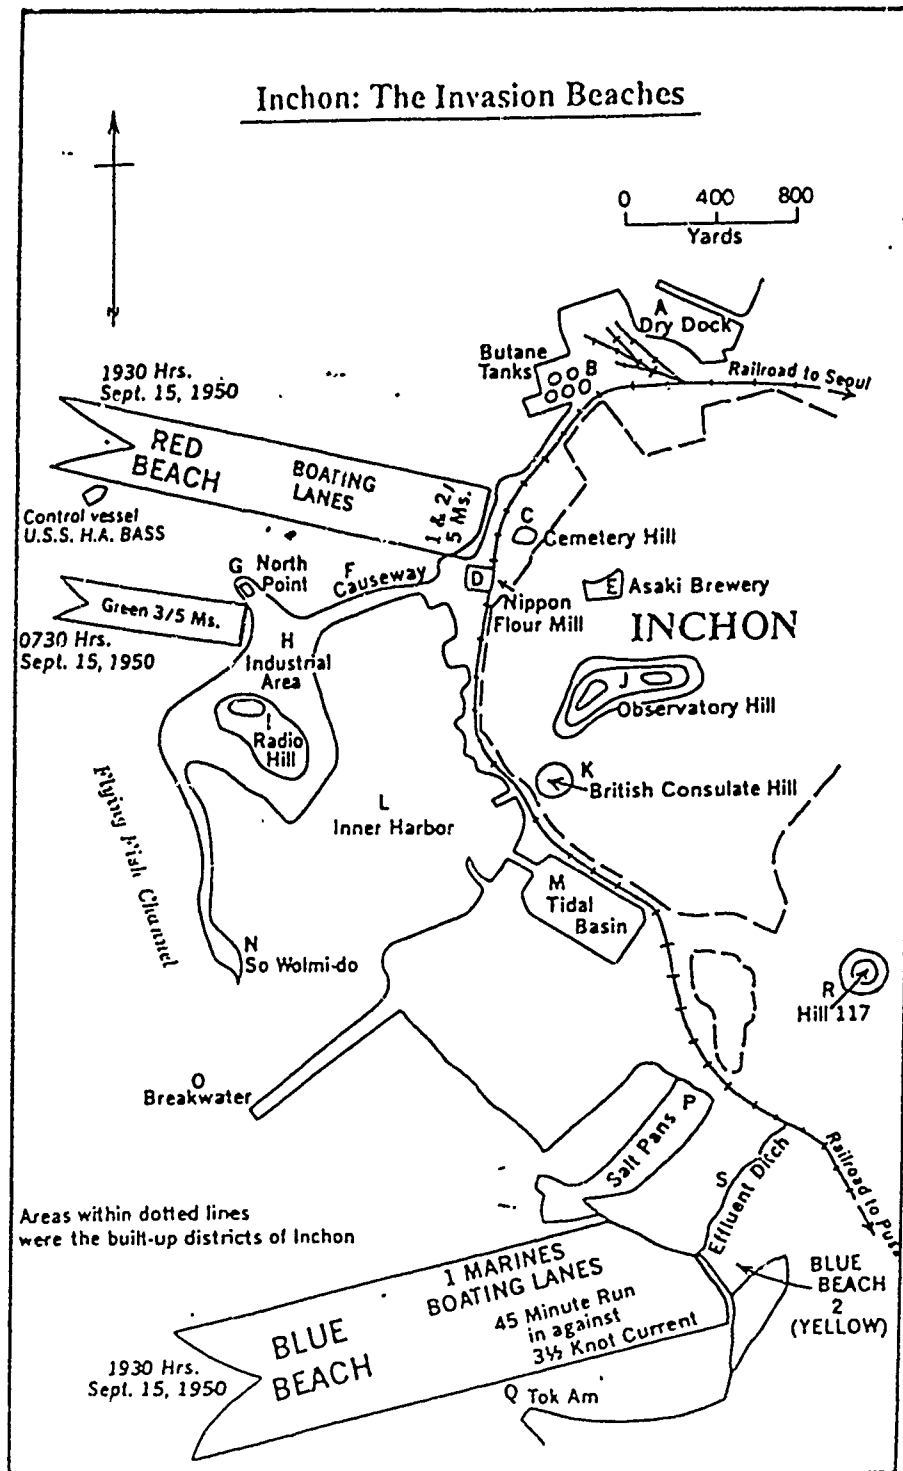 Inchon: The Invasion Beaches
N
0 400 800
Yards
A
Dry Dock
Butane
Tanks
B
Railroad to Seoul
1930 Hrs.
Sept. 15, 1950
RED
BEACH
BOATING
LANES
1 & 2/
5 Ms.
Control vessel
U.S.S. H.A. BASS
C
Cemetery Hill
G
North
Point
F
Causeway
D
Nippon
Flour Mill
E
Asaki Brewery
Green 3/5 Ms.
0730 Hrs.
Sept. 15, 1950
INCHON
H
Industrial
Area
I
Radio
Hill
J
Observatory Hill
K
British Consulate Hill
Flying Fish Channel
L
Inner Harbor
M
Tidal
Basin
N
So Wolmi-do
R
Hill 117
O
Breakwater
P
Salt Pans
S
Effluent Ditch
Railroad to Pusa
Areas within dotted lines
were the built-up districts of Inchon
1 MARINES
BOATING LANES
45 Minute Run
in against
3½ Knot Current
BLUE
BEACH
BLUE
BEACH
2
(YELLOW)
1930 Hrs.
Sept. 15, 1950
Q Tok Am